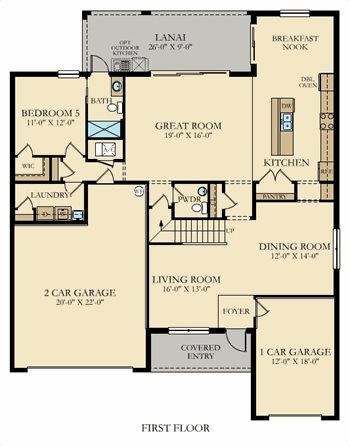 BREAKFAST
NOOK
LANAI
26'-0" X 9'-0"
OPT.
OUTDOOR
KITCHEN
DBL.
OVEN
BATH
DW
BEDROOM 5
11'-0" X 12'-0"
GREAT ROOM
19'-0" X 16'-0"
KITCHEN
REF.
WIC
LAUNDRY
PWDR
PANTRY
UP
DINING ROOM
12'-0" X 14'-0"
LIVING ROOM
16'-0" X 13'-0"
2 CAR GARAGE
20'-0" X 22'-0"
FOYER
COVERED
ENTRY
1 CAR GARAGE
12'-0" X 18'-0"
FIRST FLOOR